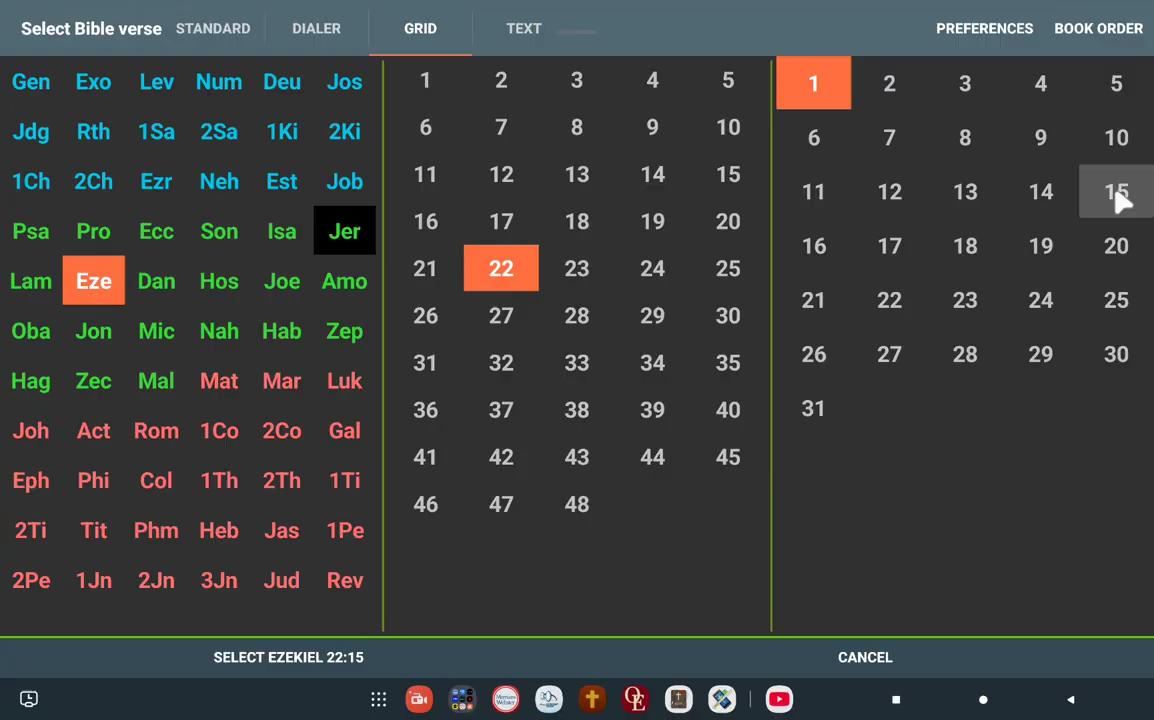 Select Bible verse STANDARD DIALER GRID TEXT PREFERENCES BOOK ORDER
Gen Exo Lev Num Deu Jos
Jdg Rth 1Sa 2Sa 1Ki 2Ki
1Ch 2Ch Ezr Neh Est Job
Psa Pro Ecc Son Isa Jer
Lam Eze Dan Hos Joe Amo
Oba Jon Mic Nah Hab Zep
Hag Zec Mal Mat Mar Luk
Joh Act Rom 1Co 2Co Gal
Eph Phi Col 1Th 2Th 1Ti
2Ti Tit Phm Heb Jas 1Pe
2Pe 1Jn 2Jn 3Jn Jud Rev
1 2 3 4 5
6 7 8 9 10
11 12 13 14 15
16 17 18 19 20
21 22 23 24 25
26 27 28 29 30
31 32 33 34 35
36 37 38 39 40
41 42 43 44 45
46 47 48
1 2 3 4 5
6 7 8 9 10
11 12 13 14 15
16 17 18 19 20
21 22 23 24 25
26 27 28 29 30
31
SELECT EZEKIEL 22:15 CANCEL